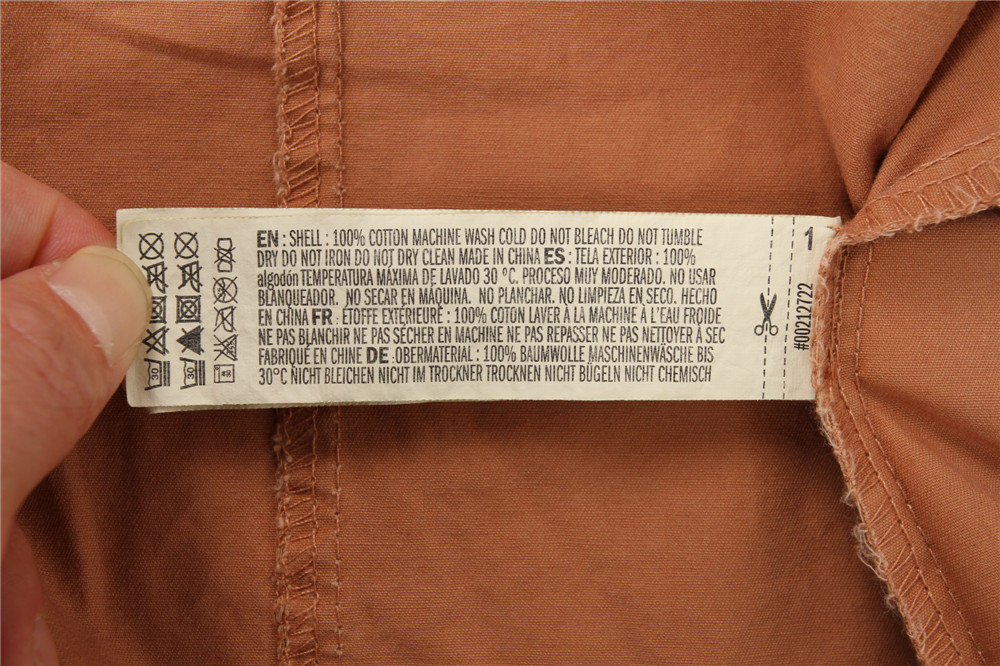 EN : SHELL : 100% COTTON MACHINE WASH COLD DO NOT BLEACH DO NOT TUMBLE
DRY DO NOT IRON DO NOT DRY CLEAN MADE IN CHINA ES : TELA EXTERIOR : 100%
algodón TEMPERATURA MÁXIMA DE LAVADO 30 °C. PROCESO MUY MODERADO. NO USAR
BLANQUEADOR. NO SECAR EN MÁQUINA. NO PLANCHAR. NO LIMPIEZA EN SECO. HECHO
EN CHINA FR : ÉTOFFE EXTÉRIEURE : 100% COTON LAVER À LA MACHINE À L'EAU FROIDE
NE PAS BLANCHIR NE PAS SÉCHER EN MACHINE NE PAS REPASSER NE PAS NETTOYER À SEC
FABRIQUÉ EN CHINE DE :OBERMATERIAL : 100% BAUMWOLLE MASCHINENWÄSCHE BIS
30°C NICHT BLEICHEN NICHT IM TROCKNER TROCKNEN NICHT BÜGELN NICHT CHEMISCH
30
30
1
#00212722